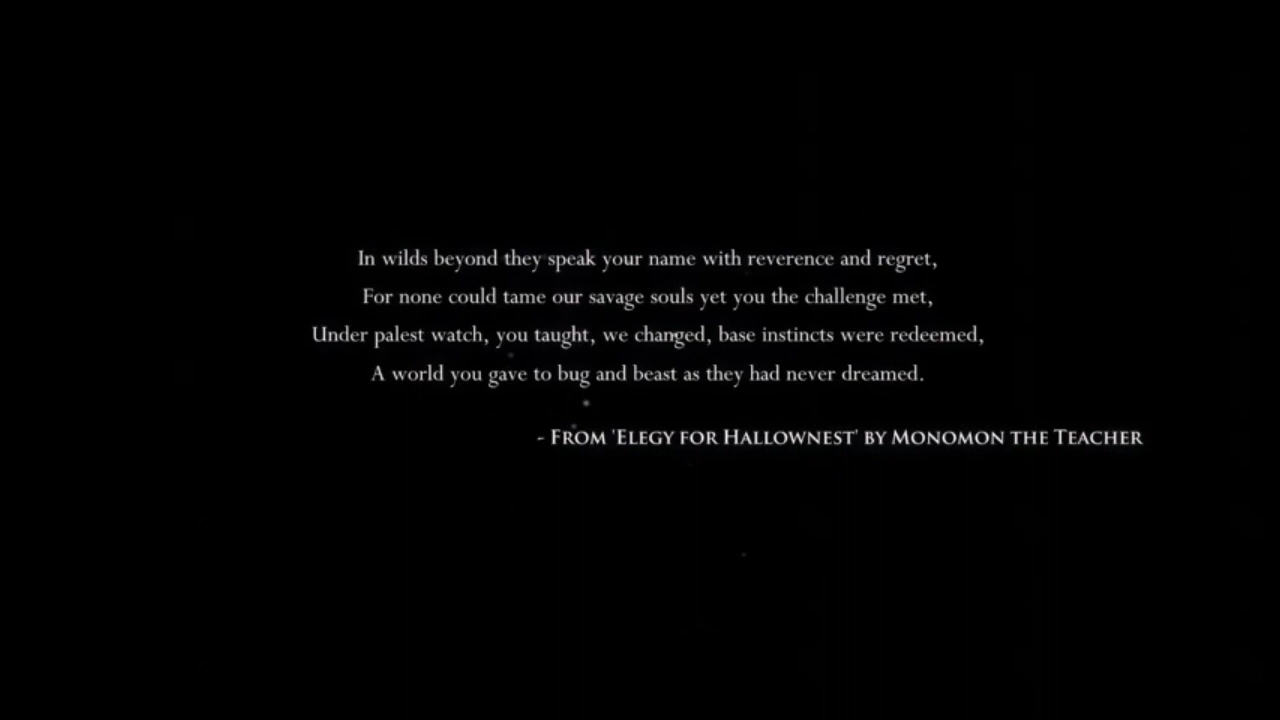 In wilds beyond they speak your name with reverence and regret,
For none could tame our savage souls yet you the challenge met,
Under palest watch, you taught, we changed, base instincts were redeemed,
A world you gave to bug and beast as they had never dreamed.
- From 'Elegy for Hallownest' by Monomon the Teacher